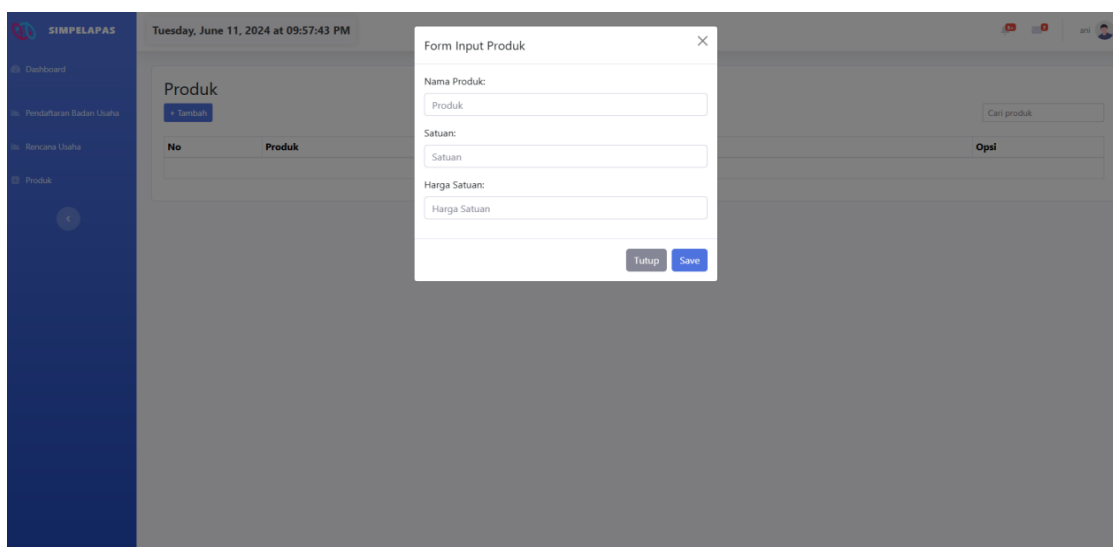 SIMPELAPAS
Tuesday, June 11, 2024 at 09:57:43 PM
ani
Dashboard
Pendaftaran Badan Usaha
Rencana Usaha
Produk
Produk
+ Tambah
Cari produk
No Produk Opsi
Form Input Produk
Nama Produk:
Produk
Satuan:
Satuan
Harga Satuan:
Harga Satuan
Tutup Save